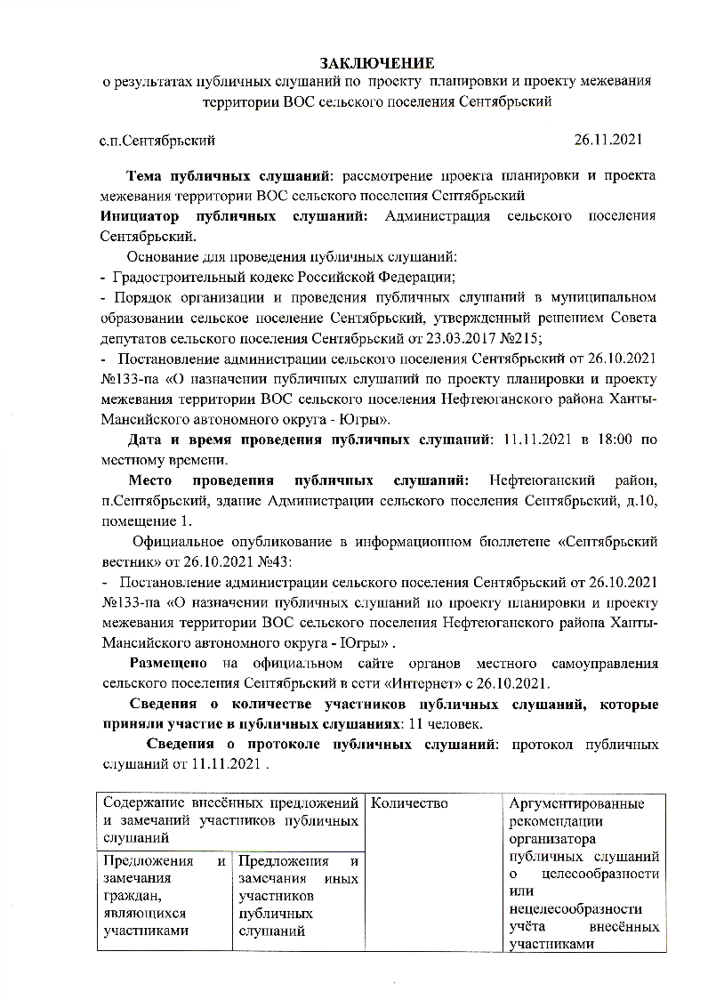 ЗАКЛЮЧЕНИЕ
о результатах публичных слушаний по проекту планировки и проекту межевания
территории ВОС сельского поселения Сентябрьский
с.п.Сентябрьский 26.11.2021
Тема публичных слушаний: рассмотрение проекта планировки и проекта
межевания территории ВОС сельского поселения Сентябрьский
Инициатор публичных слушаний: Администрация сельского поселения
Сентябрьский.
Основание для проведения публичных слушаний:
- Градостроительный кодекс Российской Федерации;
- Порядок организации и проведения публичных слушаний в муниципальном
образовании сельское поселение Сентябрьский, утвержденный решением Совета
депутатов сельского поселения Сентябрьский от 23.03.2017 №215;
- Постановление администрации сельского поселения Сентябрьский от 26.10.2021
№133-па «О назначении публичных слушаний по проекту планировки и проекту
межевания территории ВОС сельского поселения Нефтеюганского района Ханты-
Мансийского автономного округа - Югры».
Дата и время проведения публичных слушаний: 11.11.2021 в 18:00 по
местному времени.
Место проведения публичных слушаний: Нефтеюганский район,
п.Сентябрьский, здание Администрации сельского поселения Сентябрьский, д.10,
помещение 1.
Официальное опубликование в информационном бюллетене «Сентябрьский
вестник» от 26.10.2021 №43:
- Постановление администрации сельского поселения Сентябрьский от 26.10.2021
№133-па «О назначении публичных слушаний по проекту планировки и проекту
межевания территории ВОС сельского поселения Нефтеюганского района Ханты-
Мансийского автономного округа - Югры» .
Размещено на официальном сайте органов местного самоуправления
сельского поселения Сентябрьский в сети «Интернет» с 26.10.2021.
Сведения о количестве участников публичных слушаний, которые
приняли участие в публичных слушаниях: 11 человек.
Сведения о протоколе публичных слушаний: протокол публичных
слушаний от 11.11.2021 .
Содержание внесённых предложений
и замечаний участников публичных
слушаний
Количество
Аргументированные
рекомендации
организатора
публичных слушаний
о целесообразности
или
нецелесообразности
учёта внесённых
участниками
Предложения и
замечания
граждан,
являющихся
участниками
Предложения и
замечания иных
участников
публичных
слушаний